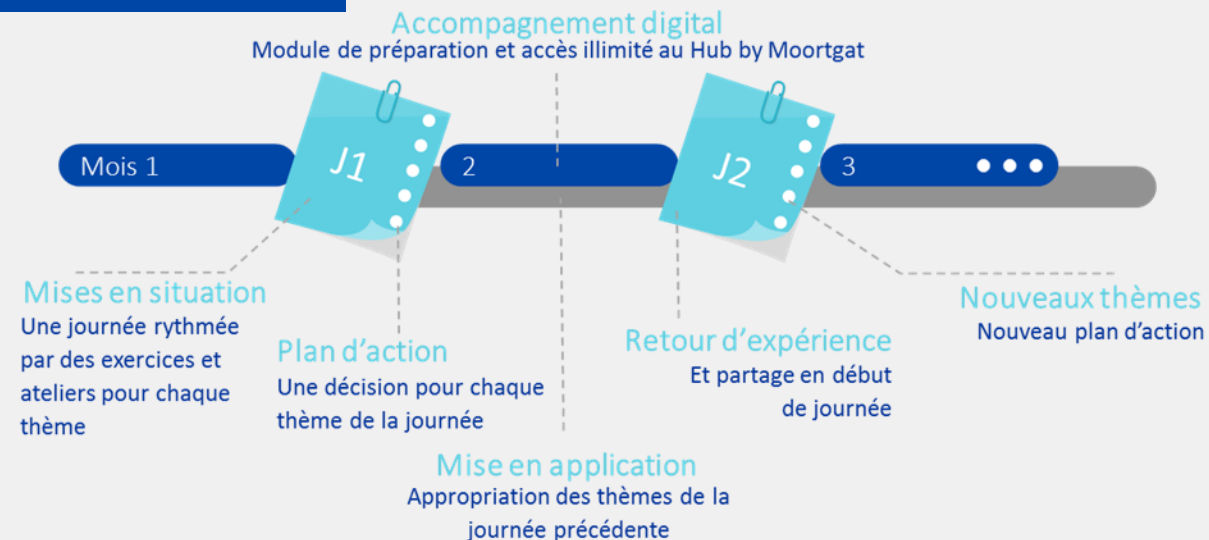 Accompagnement digital
Module de préparation et accès illimité au Hub by Moortgat
Mois 1
J1
2
J2
3
Mises en situation
Une journée rythmée
par des exercices et
ateliers pour chaque
thème
Plan d’action
Une décision pour chaque
thème de la journée
Mise en application
Appropriation des thèmes de la
journée précédente
Retour d’expérience
Et partage en début
de journée
Nouveaux thèmes
Nouveau plan d’action